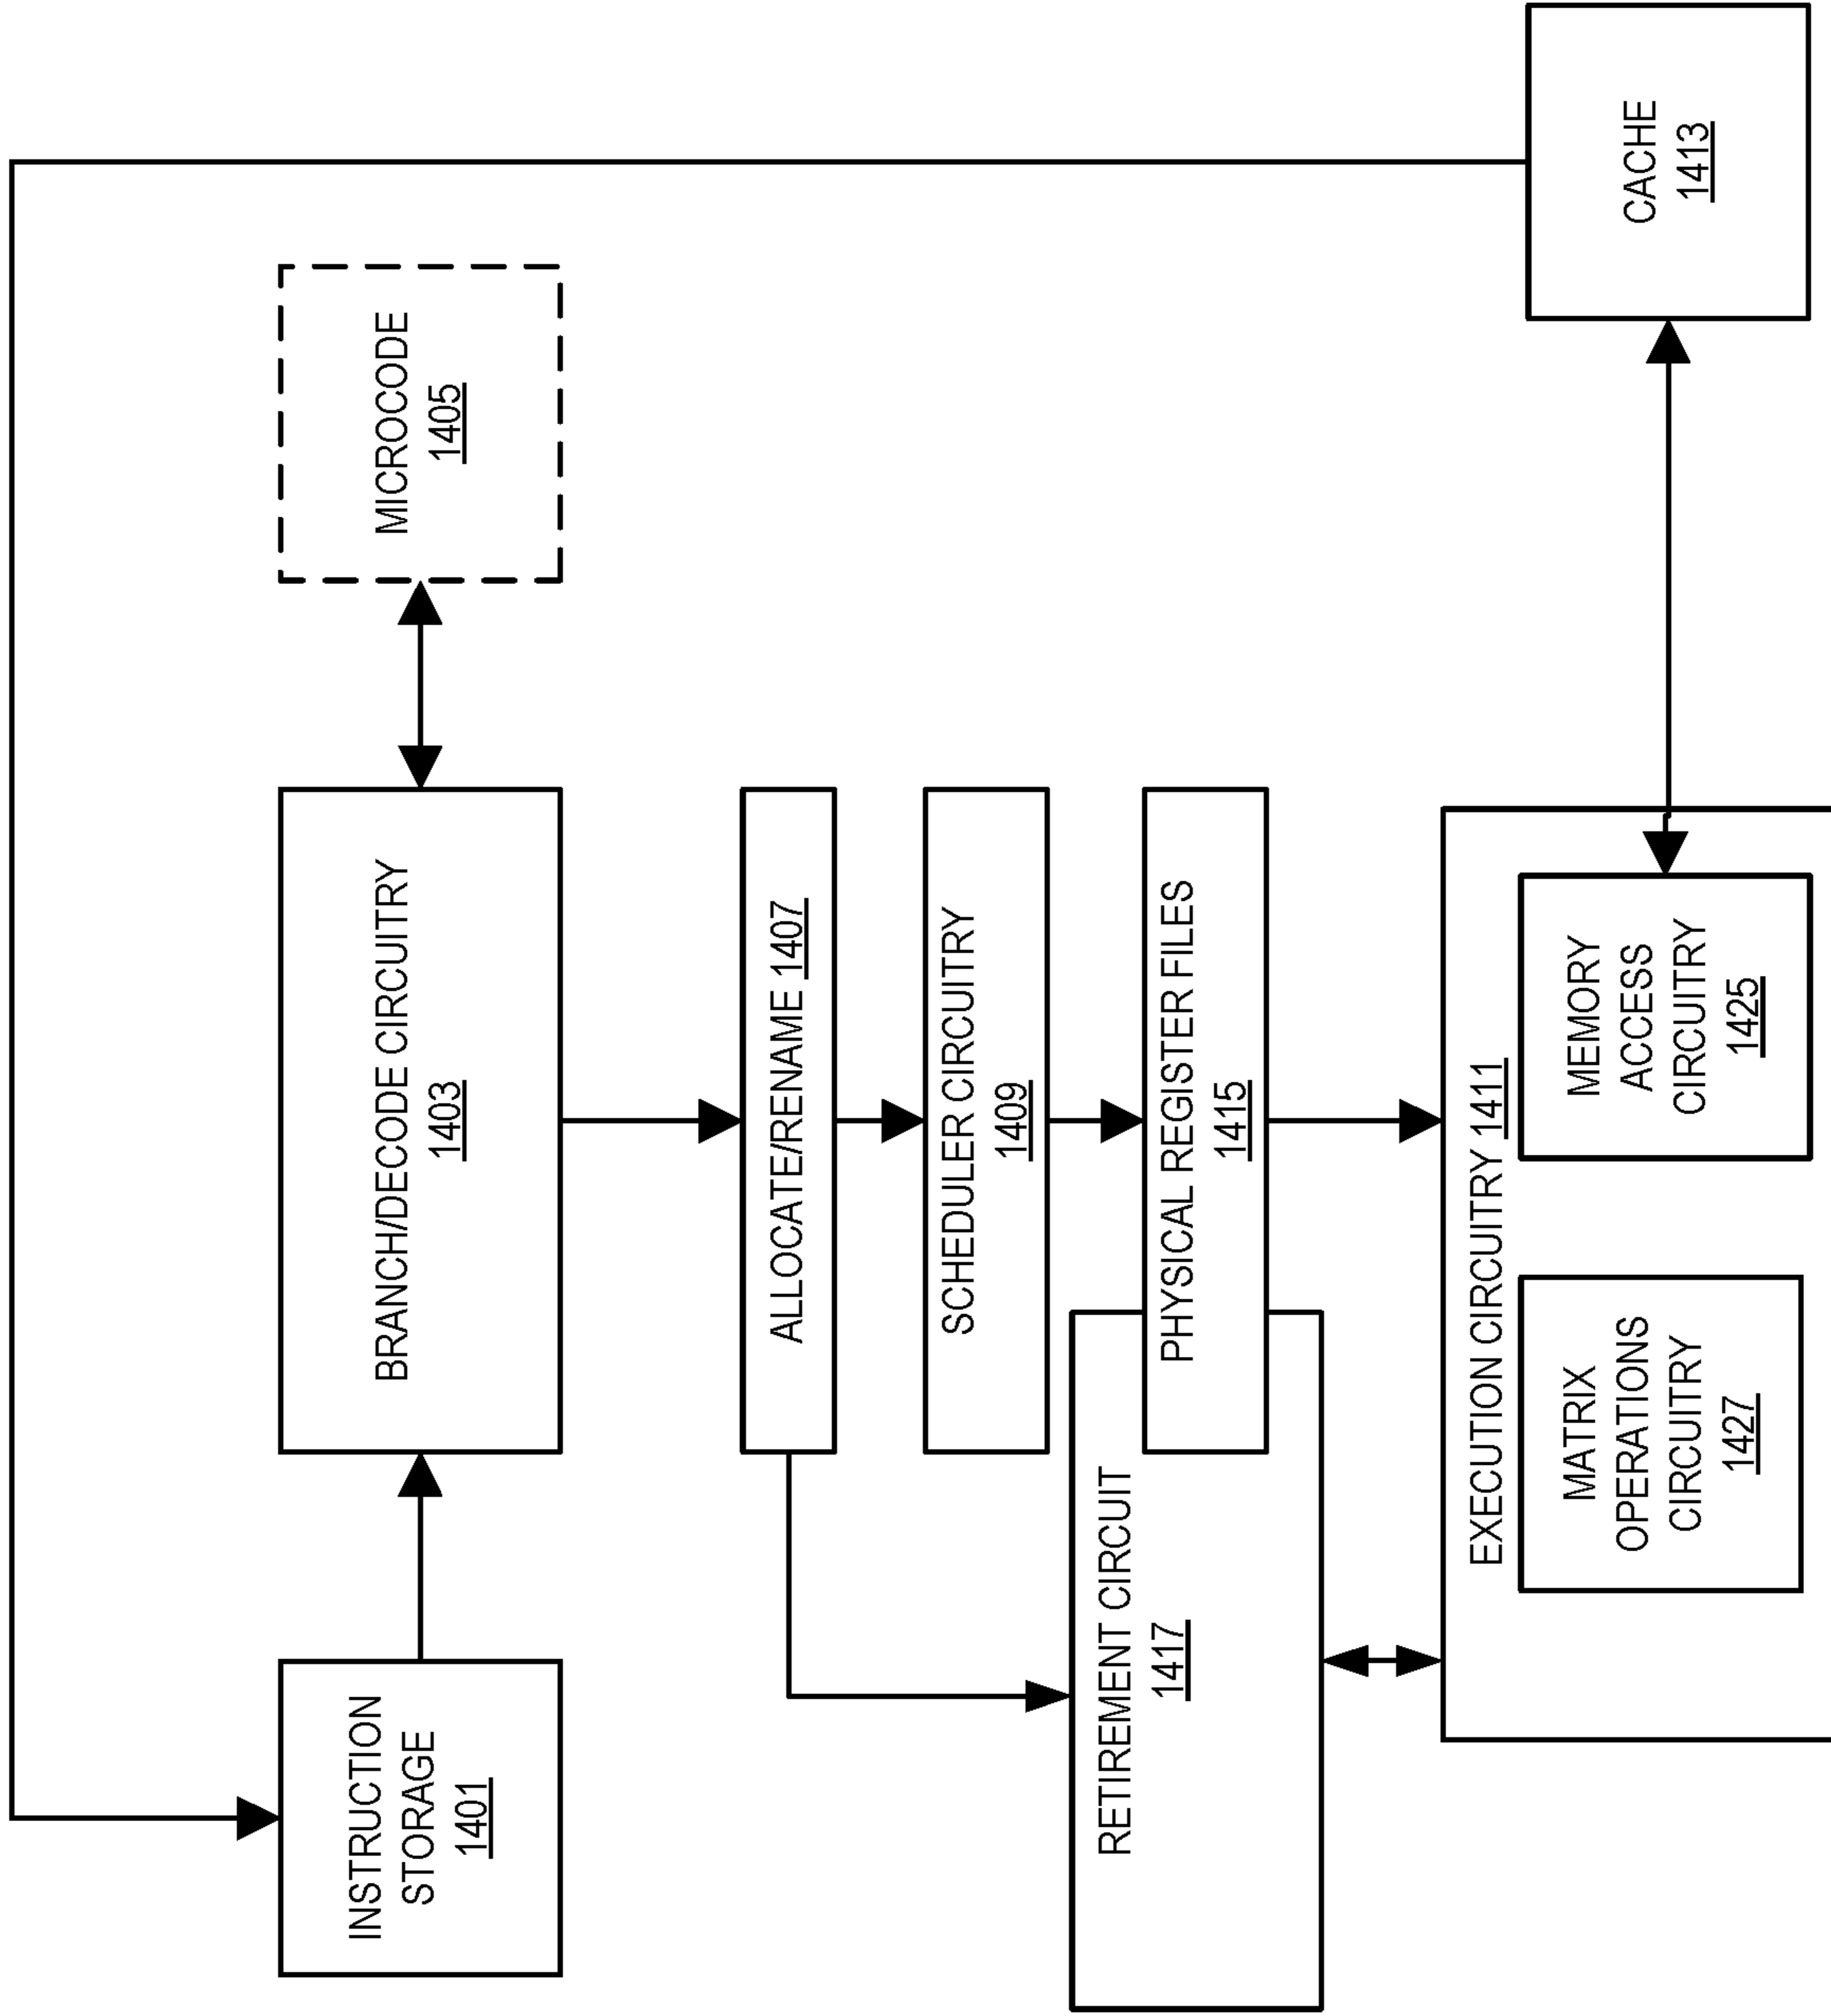 INSTRUCTION
STORAGE
1401
BRANCH/DECODE CIRCUITRY
1403
MICROCODE
1405
ALLOCATE/RENAME 1407
SCHEDULER CIRCUITRY
1409
RETIREMENT CIRCUIT
1417
PHYSICAL REGISTER FILES
1415
EXECUTION CIRCUITRY 1411
MATRIX
OPERATIONS
CIRCUITRY
1427
MEMORY
ACCESS
CIRCUITRY
1425
CACHE
1413